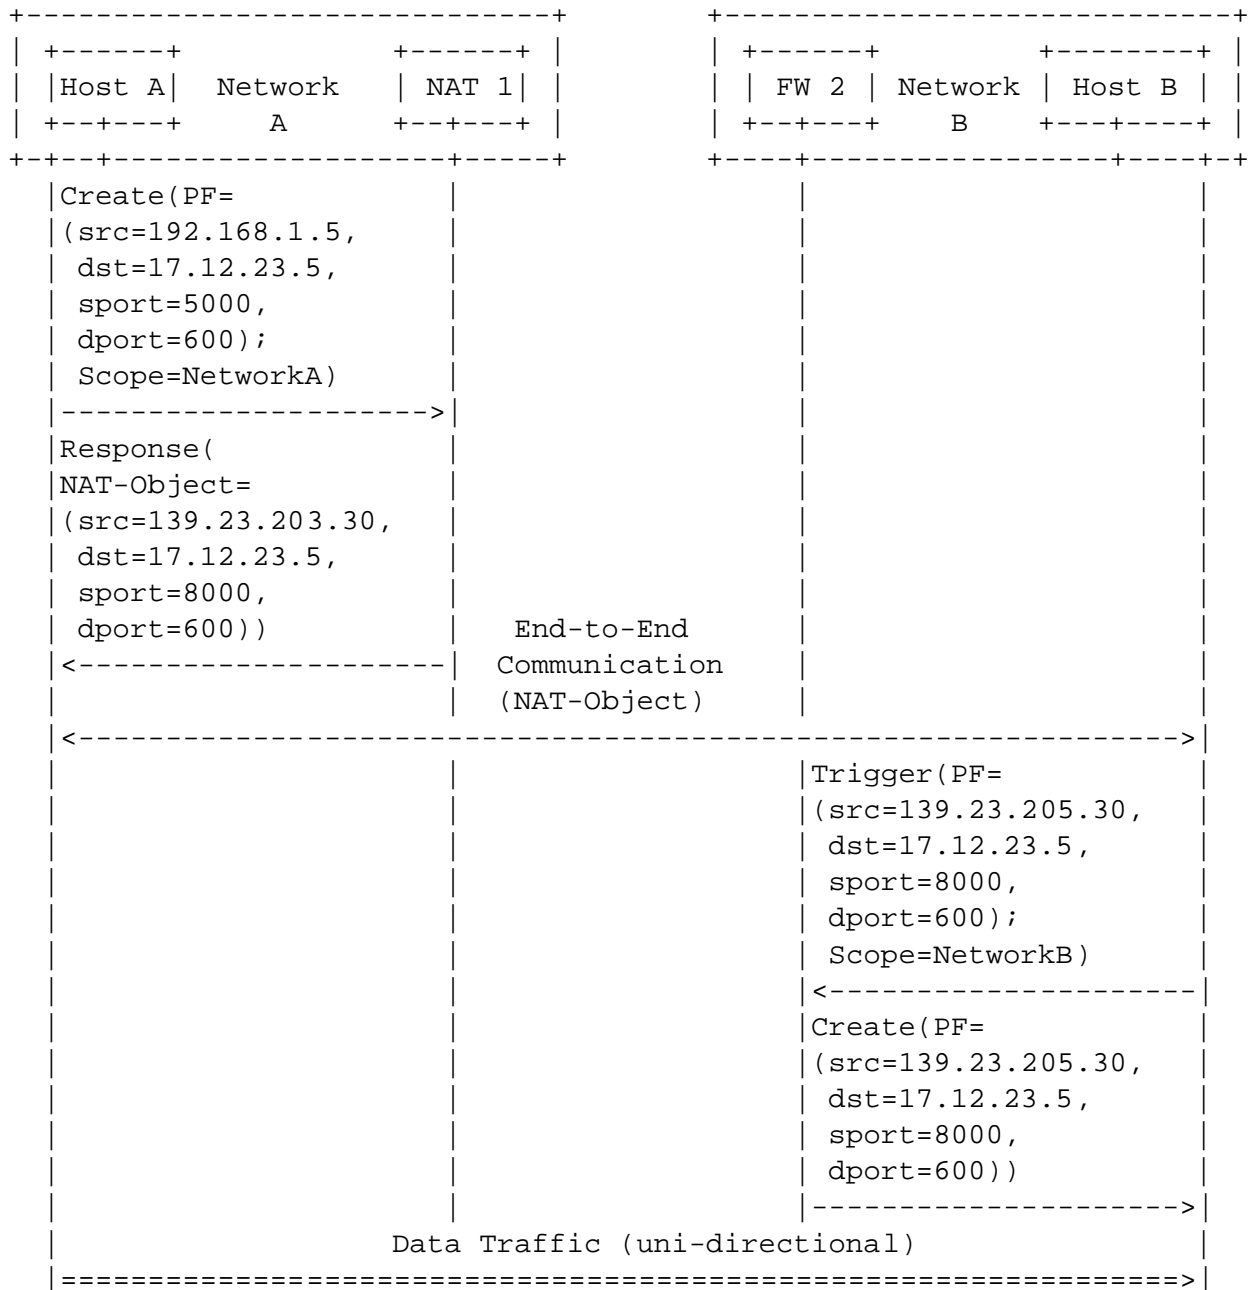 +-------------------------------+         +-----------------------------+
| +------+             +------+ |         | +------+          +--------+ |
| |Host A|  Network    | NAT 1| |         | | FW 2 | Network | Host B | |
| +--+---+     A       +--+---+ |         | +--+---+    B    +---+----+ |
+-+--+-------------------+------+         +----+-----------------+----+-+
|Create(PF=
|(src=192.168.1.5,
| dst=17.12.23.5,
| sport=5000,
| dport=600);
| Scope=NetworkA)
|--------------------->|
|Response(
|NAT-Object=
|(src=139.23.203.30,
| dst=17.12.23.5,
| sport=8000,
| dport=600))          |   End-to-End
|<---------------------|  Communication
|                      |  (NAT-Object)
|<--------------------------------------------------------------->|
|Trigger(PF=
|(src=139.23.205.30,
| dst=17.12.23.5,
| sport=8000,
| dport=600);
| Scope=NetworkB)
|<---------------------|
|Create(PF=
|(src=139.23.205.30,
| dst=17.12.23.5,
| sport=8000,
| dport=600))
|--------------------->|
|                   Data Traffic (uni-directional)                |
|================================================================>|